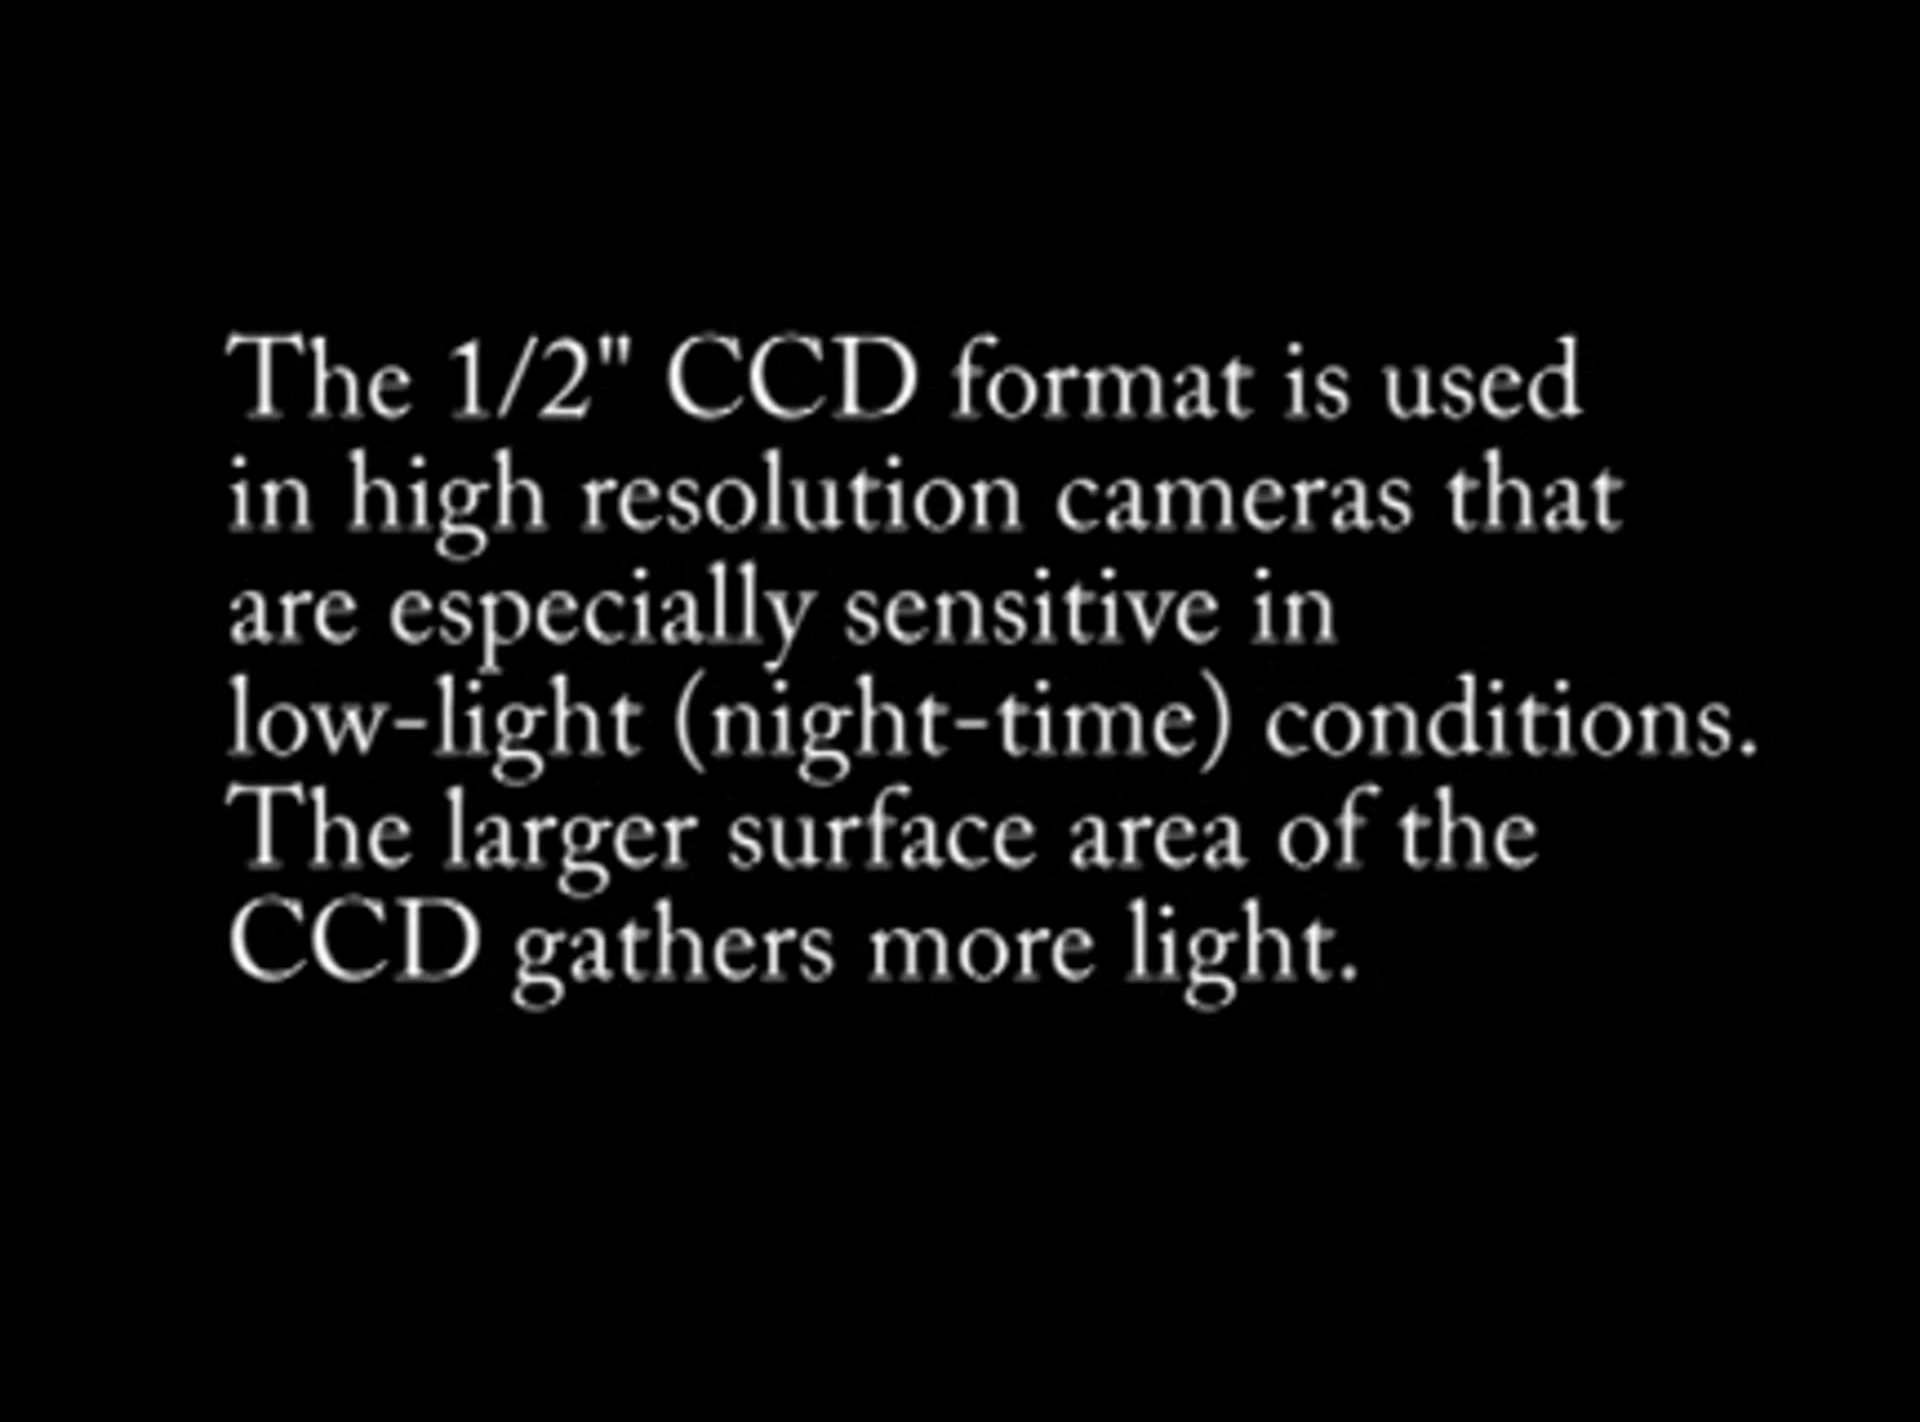 The 1/2" CCD format is used
in high resolution cameras that
are especially sensitive in
low-light (night-time) conditions.
The larger surface area of the
CCD gathers more light.